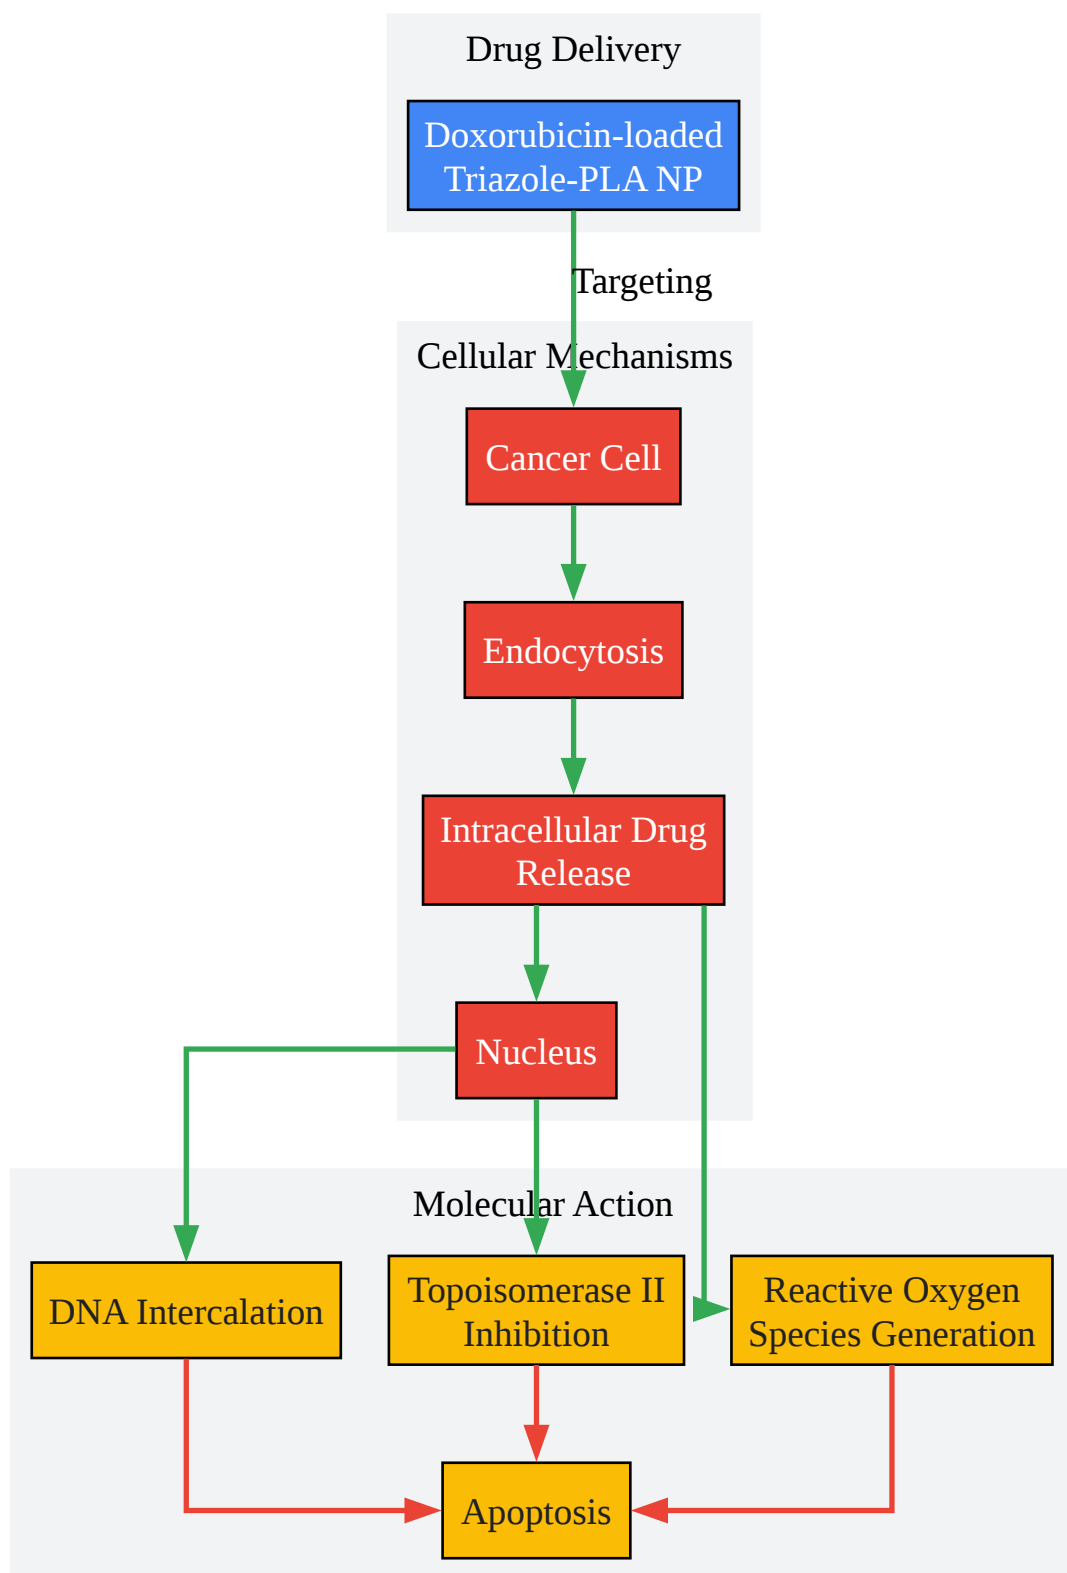 Drug Delivery
Doxorubicin-loaded
Triazole-PLA NP
Targeting
Cellular Mechanisms
Cancer Cell
Endocytosis
Intracellular Drug
Release
Nucleus
Molecular Action
DNA Intercalation
Topoisomerase II
Inhibition
Reactive Oxygen
Species Generation
Apoptosis